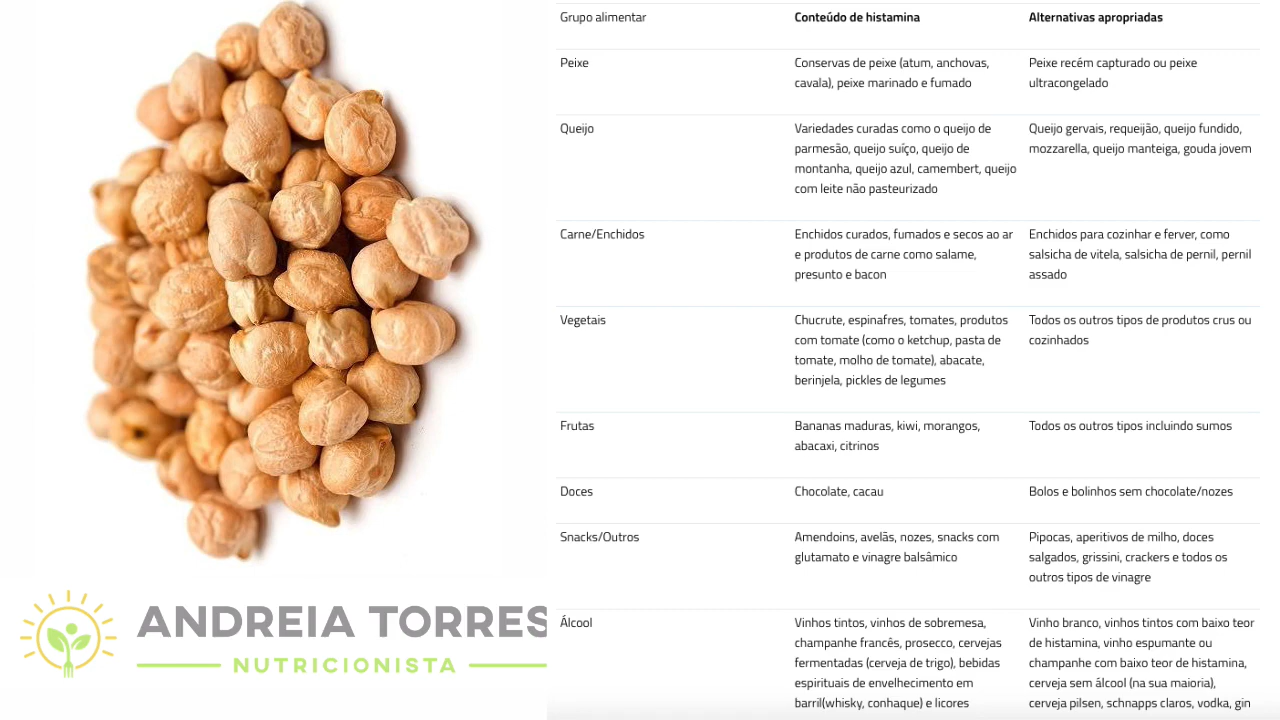 Grupo alimentar
Conteúdo de histamina
Alternativas apropriadas
Peixe
Conservas de peixe (atum, anchovas,
cavala), peixe marinado e fumado
Peixe recém capturado ou peixe
ultracongelado
Queijo
Variedades curadas como o queijo de
parmesão, queijo suíço, queijo de
montanha, queijo azul, camembert, queijo
com leite não pasteurizado
Queijo gervais, requeijão, queijo fundido,
mozzarella, queijo manteiga, gouda jovem
Carne/Enchidos
Enchidos curados, fumados e secos ao ar
e produtos de carne como salame,
presunto e bacon
Enchidos para cozinhar e ferver, como
salsicha de vitela, salsicha de pernil, pernil
assado
Vegetais
Chucrute, espinafres, tomates, produtos
com tomate (como o ketchup, pasta de
tomate, molho de tomate), abacate,
berinjela, pickles de legumes
Todos os outros tipos de produtos crus ou
cozinhados
Frutas
Bananas maduras, kiwi, morangos,
abacaxi, citrinos
Todos os outros tipos incluindo sumos
Doces
Chocolate, cacau
Bolos e bolinhos sem chocolate/nozes
Snacks/Outros
Amendoins, avelãs, nozes, snacks com
glutamato e vinagre balsâmico
Pipocas, aperitivos de milho, doces
salgados, grissini, crackers e todos os
outros tipos de vinagre
Álcool
Vinhos tintos, vinhos de sobremesa,
champanhe francês, prosecco, cervejas
fermentadas (cerveja de trigo), bebidas
espirituais de envelhecimento em
barril(whisky, conhaque) e licores
Vinho branco, vinhos tintos com baixo teor
de histamina, vinho espumante ou
champanhe com baixo teor de histamina,
cerveja sem álcool (na sua maioria),
cerveja pilsen, schnapps claros, vodka, gin
ANDREIA TORRES
NUTRICIONISTA